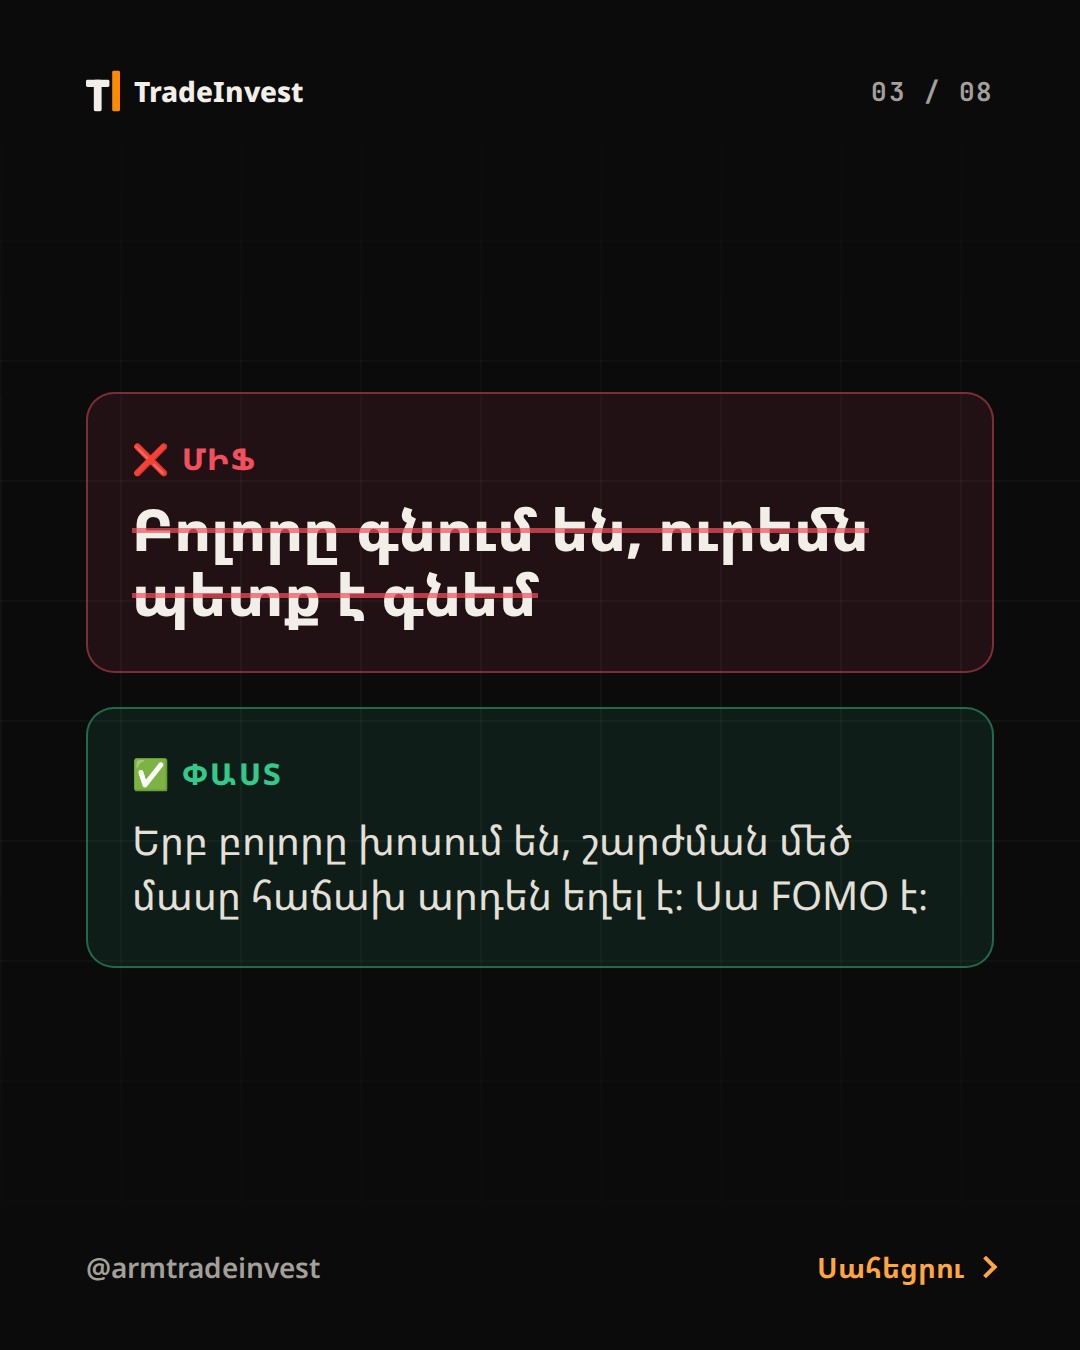 TradeInvest
03 / 08
❌ ՄԻՖ
Բոլորը գնում են, ուրեմն
պետք է գնեմ
✅ ՓԱՍՏ
Երբ բոլորը խոսում են, շարժման մեծ
մասը հաճախ արդեն եղել է: Սա FOMO է:
@armtradeinvest
Սահեցրու